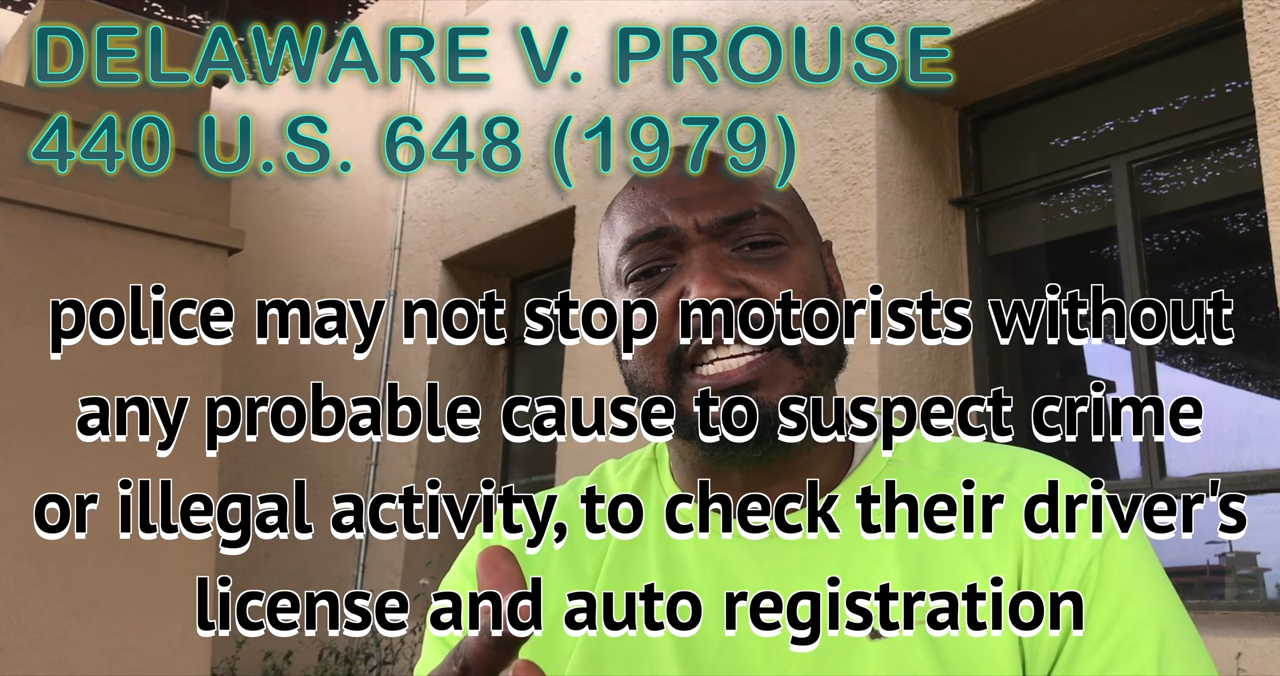 DELAWARE V. PROUSE
440 U.S. 648 (1979)
police may not stop motorists without
any probable cause to suspect crime
or illegal activity, to check their driver's
license and auto registration